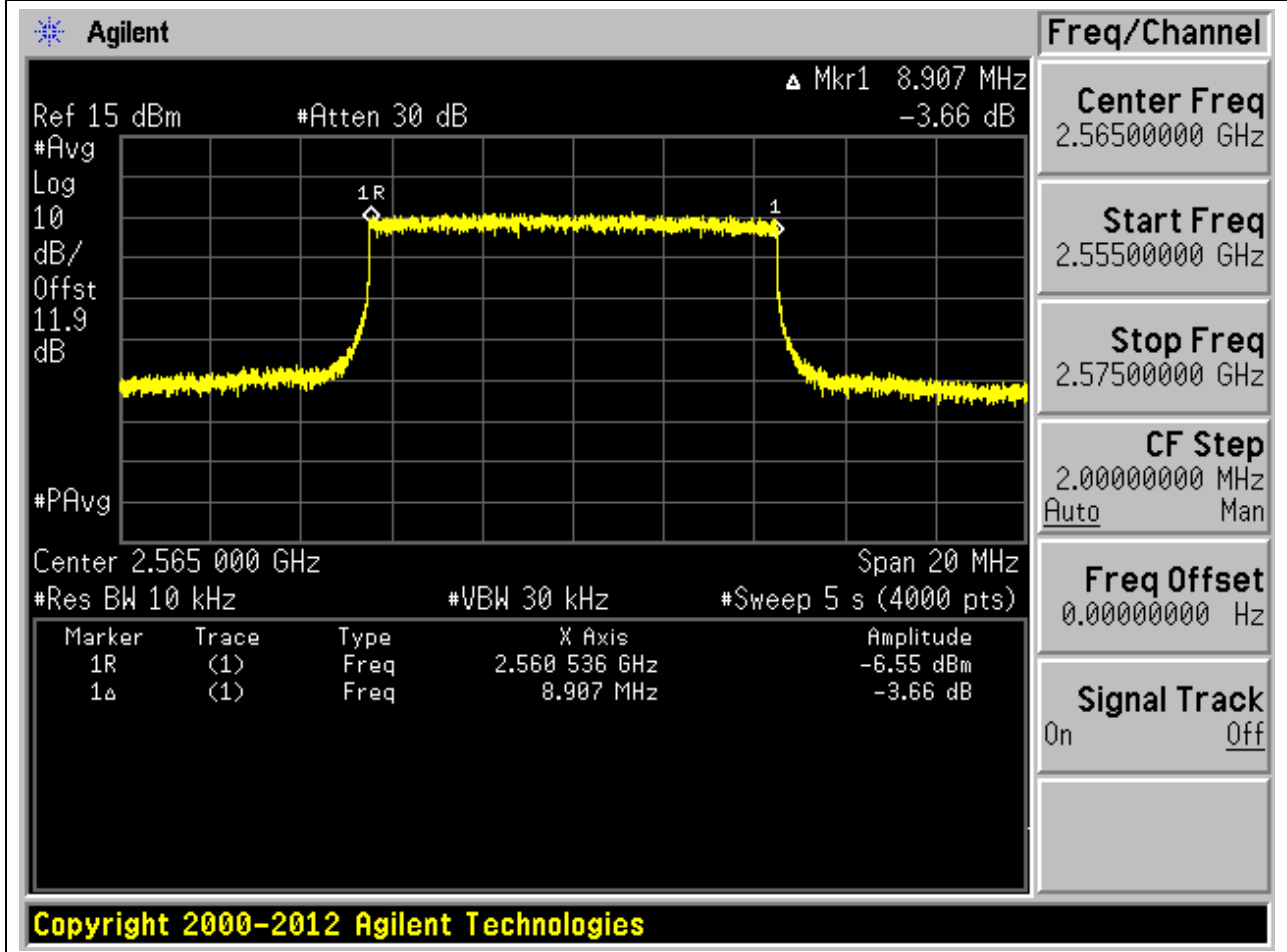 Agilent
Freq/Channel
Δ Mkr1 8.907 MHz
Ref 15 dBm #Atten 30 dB -3.66 dB
#Avg
Log
10
dB/
Offst
11.9
dB
1R
1
#PAvg
Center 2.565 000 GHz Span 20 MHz
#Res BW 10 kHz #VBW 30 kHz #Sweep 5 s (4000 pts)
Marker Trace Type X Axis Amplitude
1R (1) Freq 2.560 536 GHz -6.55 dBm
1Δ (1) Freq 8.907 MHz -3.66 dB
Center Freq
2.56500000 GHz
Start Freq
2.55500000 GHz
Stop Freq
2.57500000 GHz
CF Step
2.00000000 MHz
Auto Man
Freq Offset
0.00000000 Hz
Signal Track
On Off
Copyright 2000-2012 Agilent Technologies